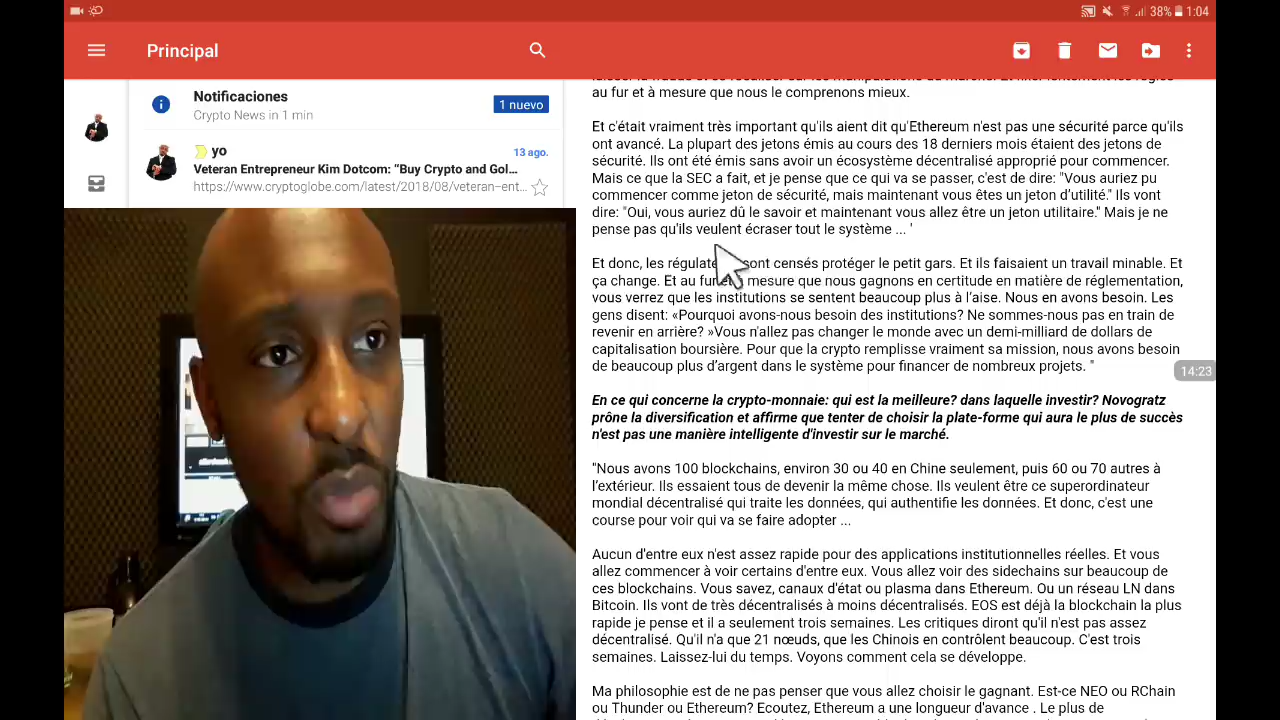 38% 1:04
Principal
Notificaciones
1 nuevo
Crypto News in 1 min
yo
13 ago.
Veteran Entrepreneur Kim Dotcom: “Buy Crypto and Gol...
https://www.cryptoglobe.com/latest/2018/08/veteran-ent...
au fur et à mesure que nous le comprenons mieux.
Et c'était vraiment très important qu'ils aient dit qu'Ethereum n'est pas une sécurité parce qu'ils
ont avancé. La plupart des jetons émis au cours des 18 derniers mois étaient des jetons de
sécurité. Ils ont été émis sans avoir un écosystème décentralisé approprié pour commencer.
Mais ce que la SEC a fait, et je pense que ce qui va se passer, c'est de dire: "Vous auriez pu
commencer comme jeton de sécurité, mais maintenant vous êtes un jeton d’utilité." Ils vont
dire: "Oui, vous auriez dû le savoir et maintenant vous allez être un jeton utilitaire." Mais je ne
pense pas qu'ils veulent écraser tout le système ... '
Et donc, les sont censés protéger le petit gars. Et ils faisaient un travail minable. Et
ça change. Et au mesure que nous gagnons en certitude en matière de réglementation,
vous verrez que les institutions se sentent beaucoup plus à l’aise. Nous en avons besoin. Les
gens disent: «Pourquoi avons-nous besoin des institutions? Ne sommes-nous pas en train de
revenir en arrière? »Vous n'allez pas changer le monde avec un demi-milliard de dollars de
capitalisation boursière. Pour que la crypto remplisse vraiment sa mission, nous avons besoin
de beaucoup plus d’argent dans le système pour financer de nombreux projets. "
14:23
En ce qui concerne la crypto-monnaie: qui est la meilleure? dans laquelle investir? Novogratz
prône la diversification et affirme que tenter de choisir la plate-forme qui aura le plus de succès
n'est pas une manière intelligente d'investir sur le marché.
"Nous avons 100 blockchains, environ 30 ou 40 en Chine seulement, puis 60 ou 70 autres à
l’extérieur. Ils essaient tous de devenir la même chose. Ils veulent être ce superordinateur
mondial décentralisé qui traite les données, qui authentifie les données. Et donc, c'est une
course pour voir qui va se faire adopter ...
Aucun d'entre eux n'est assez rapide pour des applications institutionnelles réelles. Et vous
allez commencer à voir certains d'entre eux. Vous allez voir des sidechains sur beaucoup de
ces blockchains. Vous savez, canaux d'état ou plasma dans Ethereum. Ou un réseau LN dans
Bitcoin. Ils vont de très décentralisés à moins décentralisés. EOS est déjà la blockchain la plus
rapide je pense et il a seulement trois semaines. Les critiques diront qu'il n'est pas assez
décentralisé. Qu'il n'a que 21 nœuds, que les Chinois en contrôlent beaucoup. C'est trois
semaines. Laissez-lui du temps. Voyons comment cela se développe.
Ma philosophie est de ne pas penser que vous allez choisir le gagnant. Est-ce NEO ou RChain
ou Thunder ou Ethereum? Ecoutez, Ethereum a une longueur d'avance . Le plus de